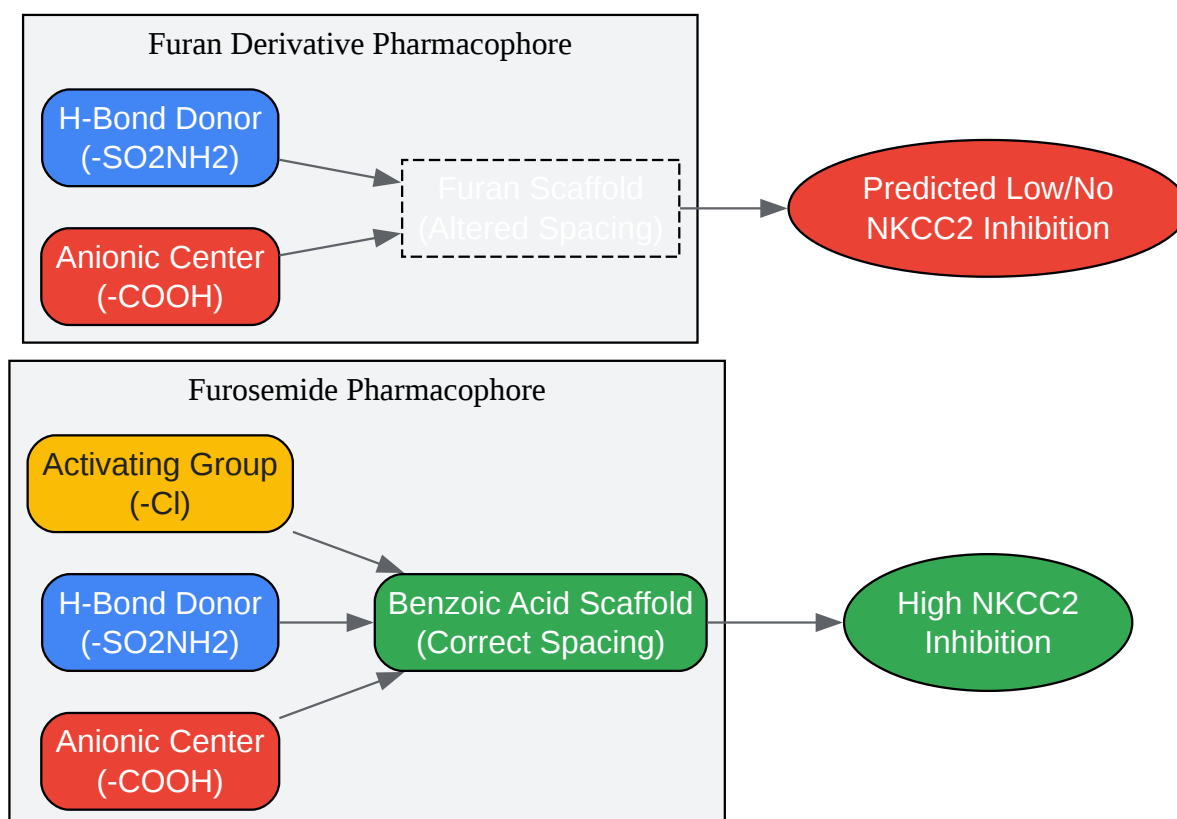 Furan Derivative Pharmacophore
H-Bond Donor
(-SO2NH2)
Anionic Center
(-COOH)
Furan Scaffold
(Altered Spacing)
Predicted Low/No
NKCC2 Inhibition
Furosemide Pharmacophore
Activating Group
(-Cl)
H-Bond Donor
(-SO2NH2)
Anionic Center
(-COOH)
Benzoic Acid Scaffold
(Correct Spacing)
High NKCC2
Inhibition